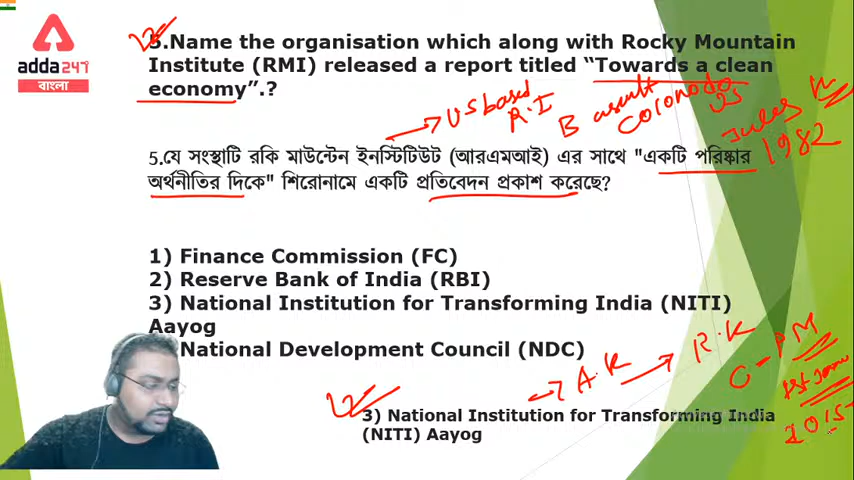 adda247
বাংলা
5.Name the organisation which along with Rocky Mountain
Institute (RMI) released a report titled “Towards a clean
economy”.?
US based
R.I
B
Colorado
US
Jules
1982
5.যে সংস্থাটি রকি মাউন্টেন ইনস্টিটিউট (আরএমআই) এর সাথে "একটি পরিষ্কার
অর্থনীতির দিকে" শিরোনামে একটি প্রতিবেদন প্রকাশ করেছে?
1) Finance Commission (FC)
2) Reserve Bank of India (RBI)
3) National Institution for Transforming India (NITI)
Aayog
National Development Council (NDC)
A.K
R.K
C-PM
1st
2015
3) National Institution for Transforming India
(NITI) Aayog